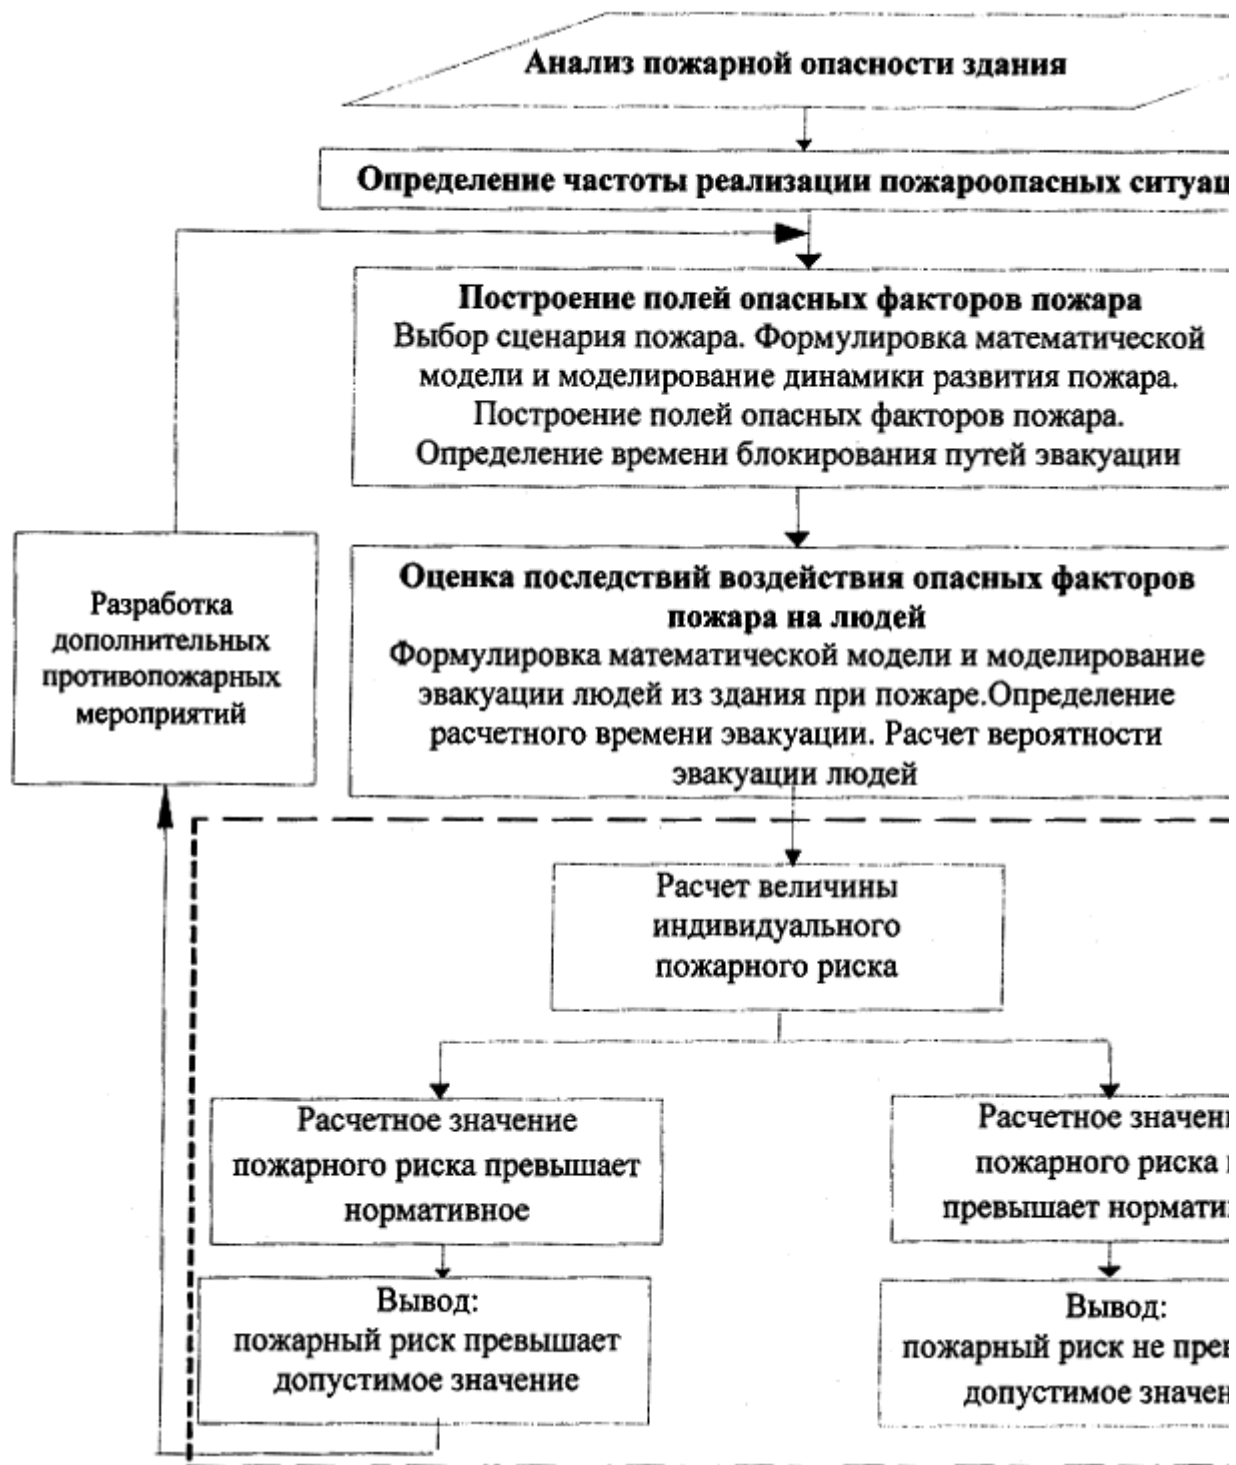 Анализ пожарной опасности здания
Определение частоты реализации пожароопасных ситуац
Построение полей опасных факторов пожара
Выбор сценария пожара. Формулировка математической
модели и моделирование динамики развития пожара.
Построение полей опасных факторов пожара.
Определение времени блокирования путей эвакуации
Разработка
дополнительных
противопожарных
мероприятий
Оценка последствий воздействия опасных факторов
пожара на людей
Формулировка математической модели и моделирование
эвакуации людей из здания при пожаре.Определение
расчетного времени эвакуации. Расчет вероятности
эвакуации людей
Расчет величины
индивидуального
пожарного риска
Расчетное значение
пожарного риска превышает
нормативное
Расчетное значен
пожарного риска
превышает нормати
Вывод:
пожарный риск превышает
допустимое значение
Вывод:
пожарный риск не пре
допустимое значен